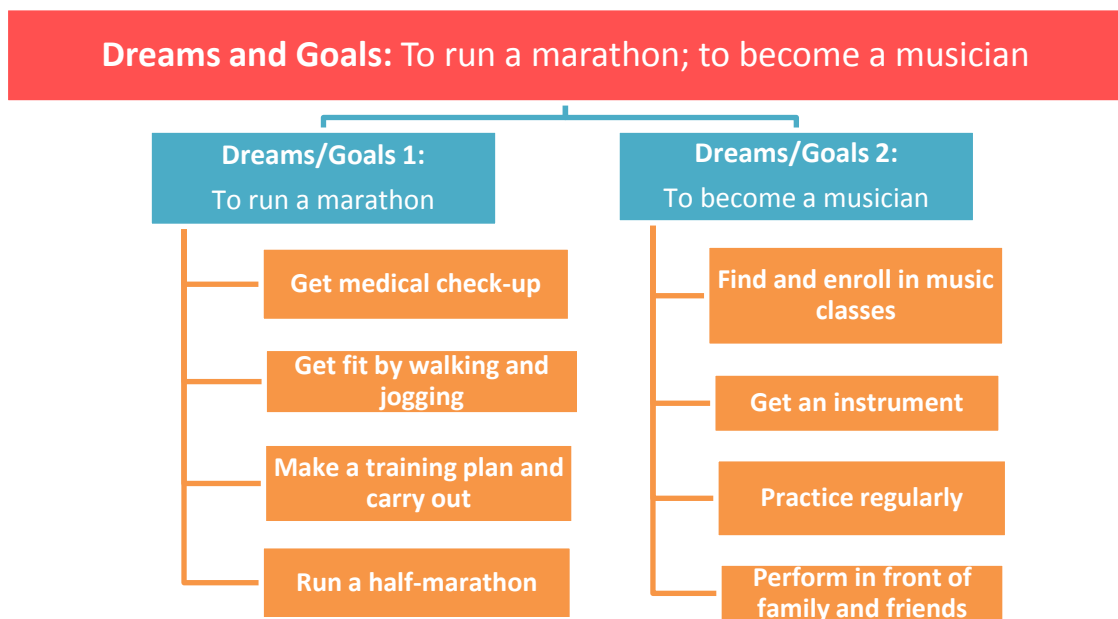 Dreams and Goals: To run a marathon; to become a musician
Dreams/Goals 1:
To run a marathon
Get medical check-up
Get fit by walking and
jogging
Make a training plan and
carry out
Run a half-marathon
Dreams/Goals 2:
To become a musician
Find and enroll in music
classes
Get an instrument
Practice regularly
Perform in front of
family and friends